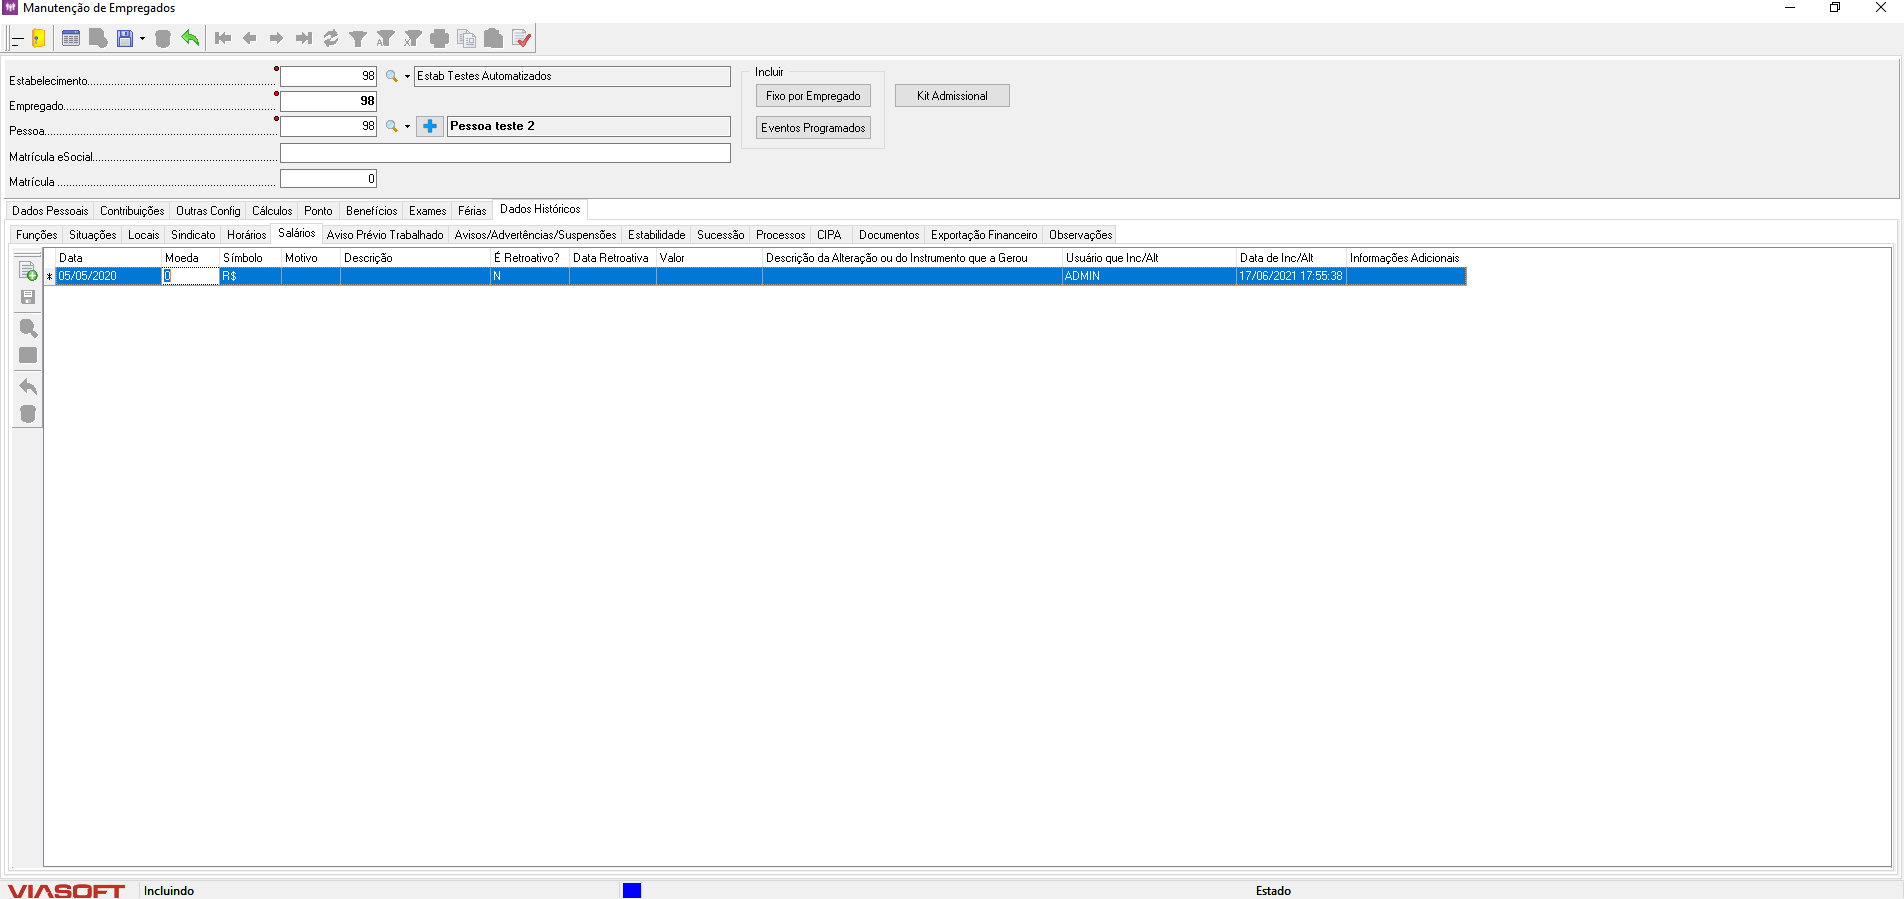 Manutenção de Empregados
Estabelecimento 98 Estab Testes Automatizados
Empregado 98
Pessoa 98 Pessoa teste 2
Matrícula eSocial
Matrícula 0
Incluir
Fixo por Empregado
Eventos Programados
Kit Admissional
Dados Pessoais Contribuições Outras Config Cálculos Ponto Benefícios Exames Férias Dados Históricos
Funções Situações Locais Sindicato Horários Salários Aviso Prévio Trabalhado Avisos/Advertências/Suspensões Estabilidade Sucessão Processos CIPA Documentos Exportação Financeiro Observações
Data Moeda Símbolo Motivo Descrição É Retroativo? Data Retroativa Valor Descrição da Alteração ou do Instrumento que a Gerou Usuário que Inc/Alt Data de Inc/Alt Informações Adicionais
* 05/05/2020 0 R$ N ADMIN 17/06/2021 17:55:38
VIASOFT Incluindo Estado